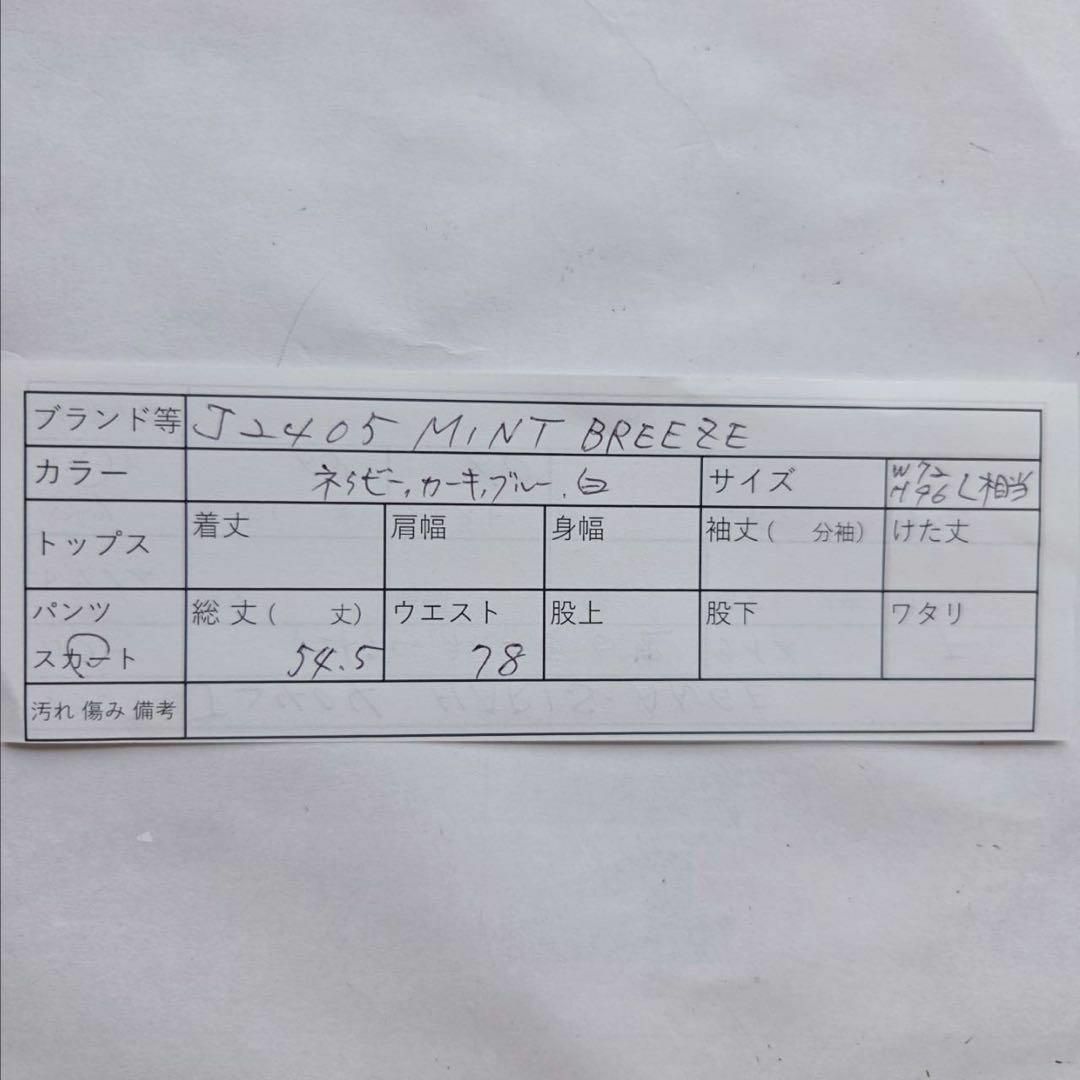 ブランド等 J2405 MINT BREEZE
カラー ネイビー,カーキ,ブルー,白 サイズ W72 H96 L相当
トップス 着丈 肩幅 身幅 袖丈( 分袖) けた丈
パンツ 総丈( 丈) ウエスト 股上 股下 ワタリ
スカート 54.5 78
汚れ 傷み 備考